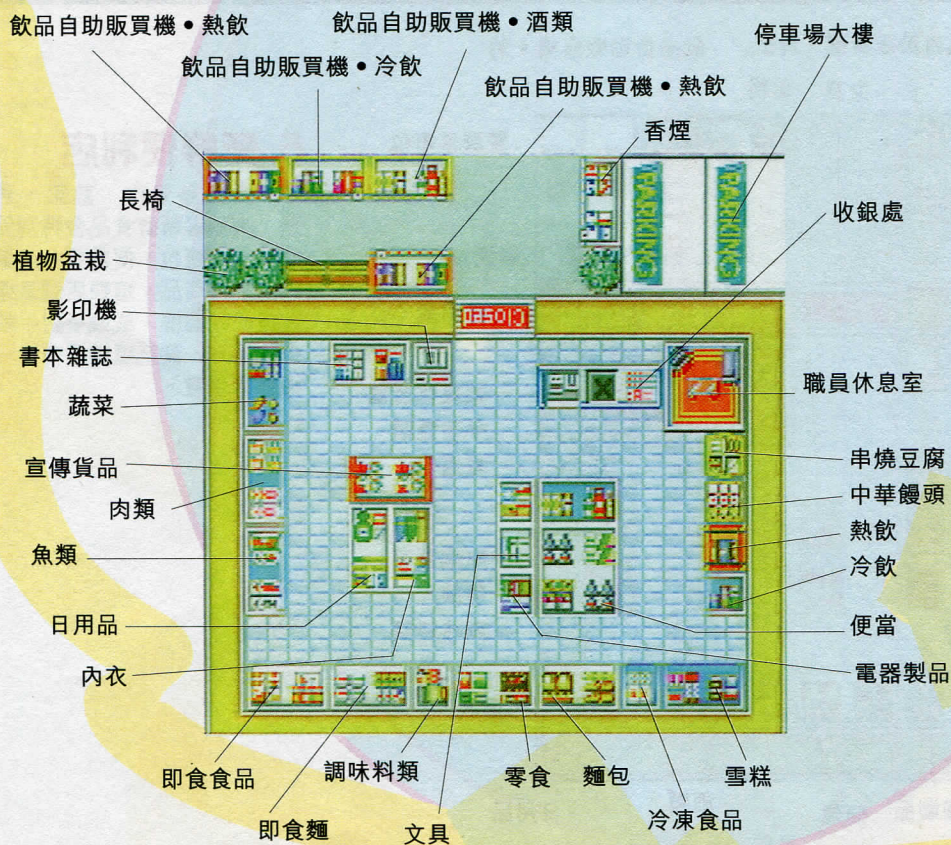 飲品自助販買機•熱飲
飲品自助販買機•酒類
飲品自助販買機•冷飲
停車場大樓
飲品自助販買機•熱飲
香煙
長椅
收銀處
PARKING
PARKING
植物盆栽
影印機
Closed
書本雜誌
職員休息室
蔬菜
串燒豆腐
宣傳貨品
中華饅頭
肉類
熱飲
魚類
冷飲
日用品
便當
內衣
電器製品
即食食品
調味料類
零食
麵包
雪糕
即食麵
文具
冷凍食品